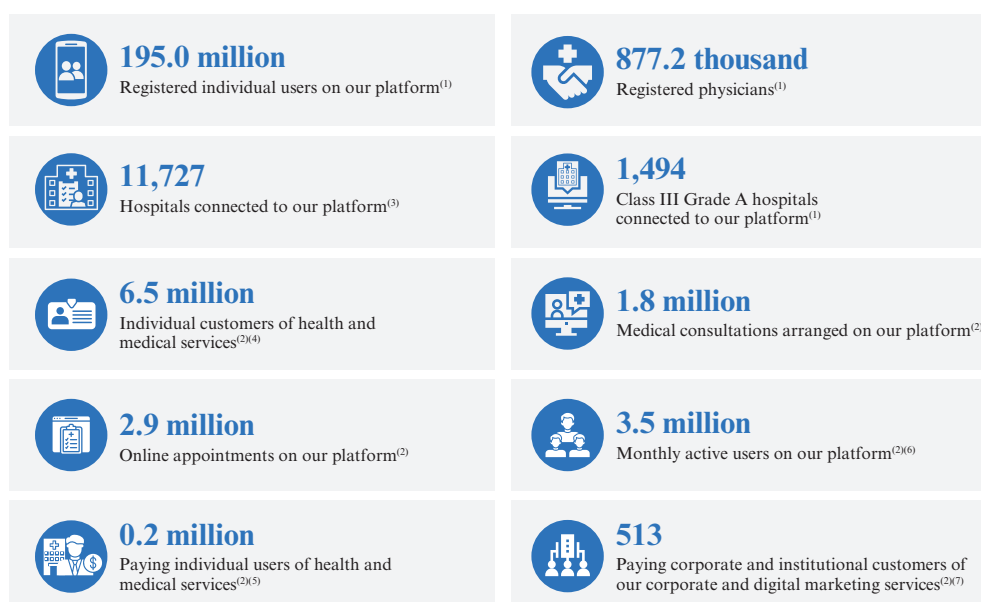 195.0 million
Registered individual users on our platform(1)
877.2 thousand
Registered physicians(1)
11,727
Hospitals connected to our platform(3)
1,494
Class III Grade A hospitals
connected to our platform(1)
6.5 million
Individual customers of health and
medical services(2)(4)
1.8 million
Medical consultations arranged on our platform(2)
2.9 million
Online appointments on our platform(2)
3.5 million
Monthly active users on our platform(2)(6)
0.2 million
Paying individual users of health and
medical services(2)(5)
513
Paying corporate and institutional customers of
our corporate and digital marketing services(2)(7)